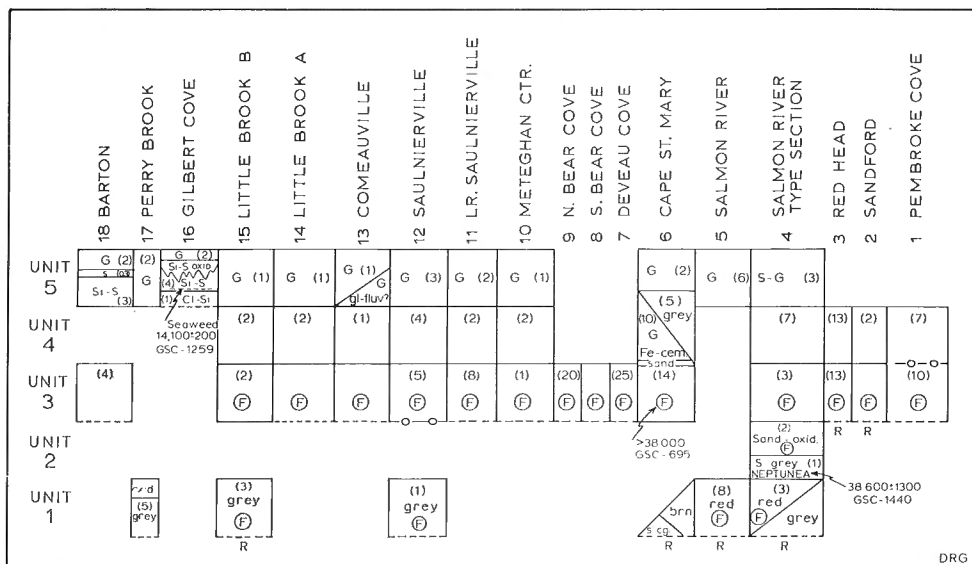 18 BARTON
17 PERRY BROOK
16 GILBERT COVE
15 LITTLE BROOK B
14 LITTLE BROOK A
13 COMEAUVILLE
12 SAULNIERVILLE
11 LR. SAULNIERVILLE
10 METEGHAN CTR.
9 N. BEAR COVE
8 S. BEAR COVE
7 DEVEAU COVE
6 CAPE ST. MARY
5 SALMON RIVER
4 SALMON RIVER TYPE SECTION
3 RED HEAD
2 SANDFORD
1 PEMBROKE COVE
UNIT 5
G (2)
S (0.3)
SI-S (3)
(2) G
G (2)
SI-S oxid
(4) SI-S
(1) CI-SI
G (1)
G (1)
G (1)
G
gl-fluv?
G (3)
G (2)
G (1)
G (2)
G (6)
S-G (3)
Seaweed
14,100±200
GSC-1259
UNIT 4
(2)
(2)
(1)
(4)
(2)
(2)
(5) grey
(10) G
Fe-cem sand
(7)
(13)
(2)
(7)
UNIT 3
(4)
(2) F
F
F
(5) F
(8) F
(1) F
(20) F
F
(25) F
(14) F
(3) F
(13) F
F
(10) F
R
R
>38 000
GSC-695
UNIT 2
(2)
Sand-oxid.
F
S grey (1)
NEPTUNEA
38 600±1300
GSC-1440
UNIT 1
(5) grey
(3) grey F
(1) grey F
brn
S cg.
(8) red F
(3) red F
grey
R
R
R
R
DRG